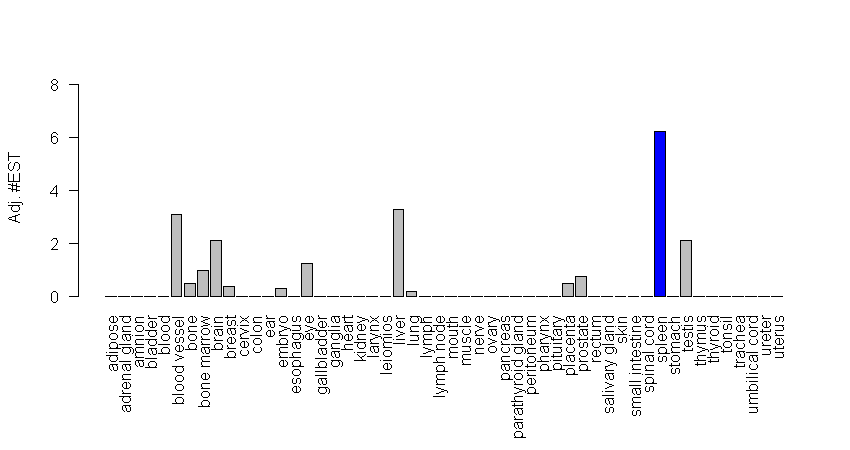 Adj. #EST
8
6
4
2
0
adipose
adrenal gland
amnion
bladder
blood
blood vessel
bone
bone marrow
brain
breast
cervix
colon
ear
embryo
esophagus
eye
gallbladder
ganglia
heart
kidney
larynx
leiomios
liver
lung
lymph
lymph node
mouth
muscle
nerve
ovary
pancreas
parathyroid gland
peritoneum
pharynx
pituitary
placenta
prostate
rectum
salivary gland
skin
small intestine
spinal cord
spleen
stomach
testis
thymus
thyroid
tonsil
trachea
umbilical cord
ureter
uterus